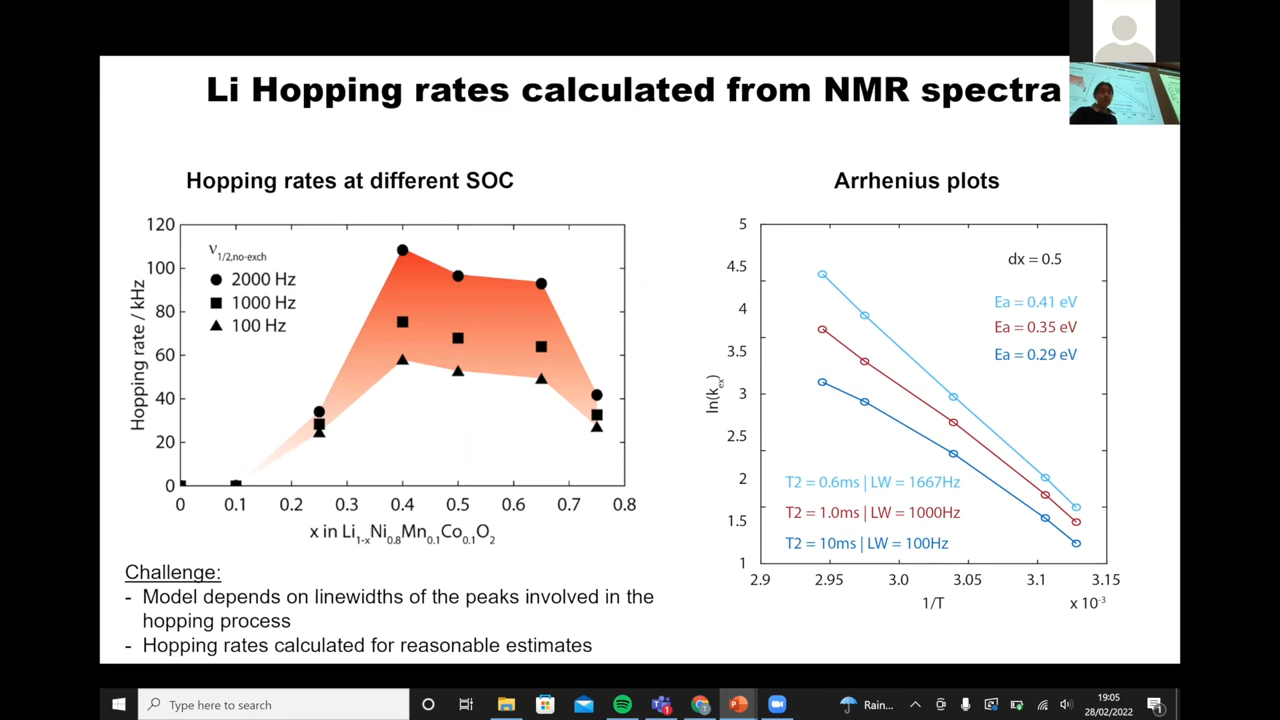 Li Hopping rates calculated from NMR spectra
Hopping rates at different SOC
120
100
80
60
40
20
0
Hopping rate / kHz
ν1/2,no-exch
2000 Hz
1000 Hz
100 Hz
0 0.1 0.2 0.3 0.4 0.5 0.6 0.7 0.8
x in Li1-xNi0.8Mn0.1Co0.1O2
Challenge:
- Model depends on linewidths of the peaks involved in the
hopping process
- Hopping rates calculated for reasonable estimates
Arrhenius plots
5
4.5
4
3.5
3
2.5
2
1.5
1
ln(kex)
dx = 0.5
Ea = 0.41 eV
Ea = 0.35 eV
Ea = 0.29 eV
T2 = 0.6ms | LW = 1667Hz
T2 = 1.0ms | LW = 1000Hz
T2 = 10ms | LW = 100Hz
2.9 2.95 3.0 3.05 3.1 3.15
1/T
x 10-3
Type here to search
Rain...
19:05
28/02/2022